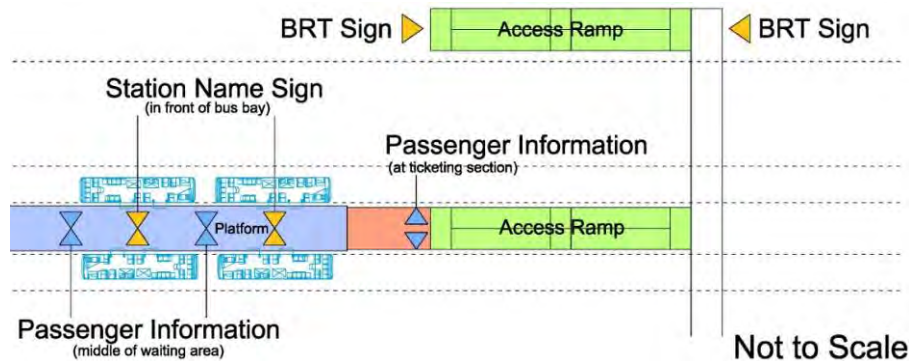 BRT Sign
Access Ramp
BRT Sign
Station Name Sign
(in front of bus bay)
Passenger Information
(at ticketing section)
Platform
Access Ramp
Passenger Information
(middle of waiting area)
Not to Scale